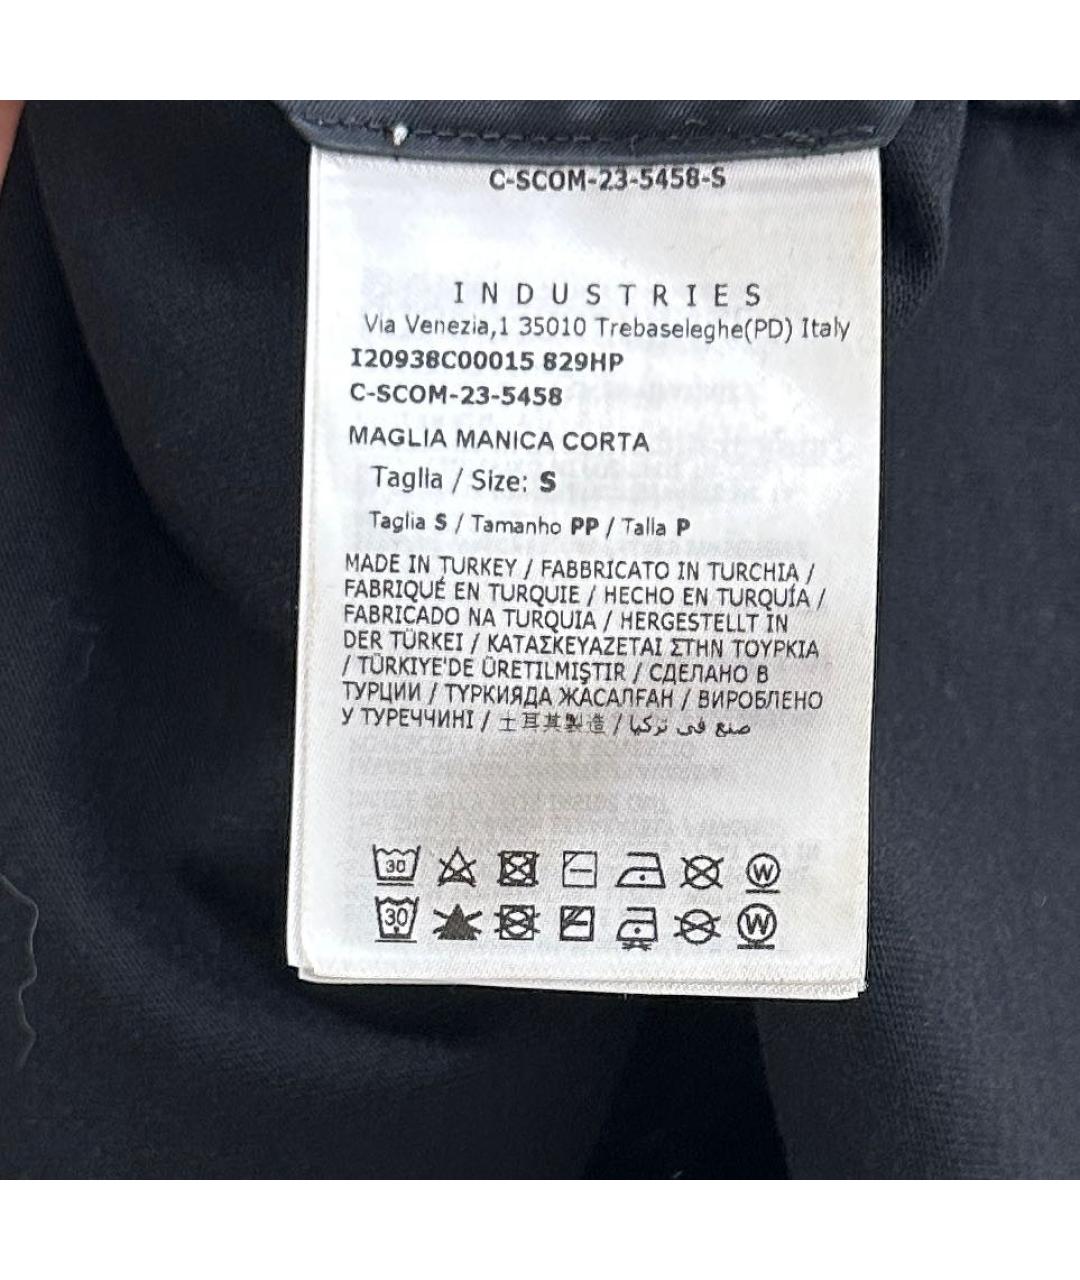 C-SCOM-23-5458-S
INDUSTRIES
Via Venezia,1 35010 Trebaseleghe(PD) Italy
I20938C00015 829HP
C-SCOM-23-5458
MAGLIA MANICA CORTA
Taglia / Size: S
Taglia S / Tamanho PP / Talla P
MADE IN TURKEY / FABBRICATO IN TURCHIA /
FABRIQUÉ EN TURQUIE / HECHO EN TURQUÍA /
FABRICADO NA TURQUIA / HERGESTELLT IN
DER TÜRKEI / ΚΑΤΑΣΚΕΥΑΖΕΤΑΙ ΣΤΗΝ ΤΟΥΡΚΙΑ
/ TÜRKIYE'DE ÜRETILMIŞTIR / СДЕЛАНО В
ТУРЦИИ / ТҮРКИЯДА ЖАСАЛҒАН / ВИРОБЛЕНО
У ТУРЕЧЧИНІ / 土耳其製造 / صنع في تركيا
30 W
30 W